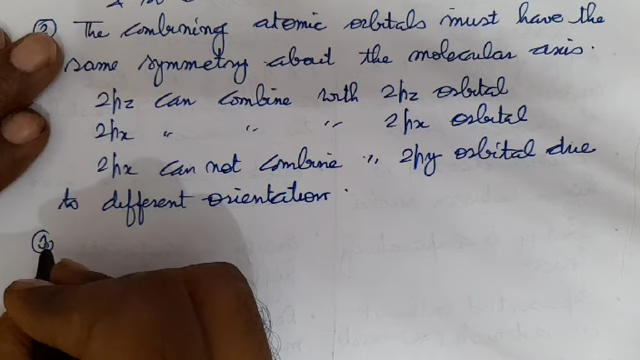 ② The combining atomic orbitals must have the
same symmetry about the molecular axis.
2pz can combine with 2pz orbital
2px " " " 2px orbital
2px can not combine " 2py orbital due
to different orientation.
③